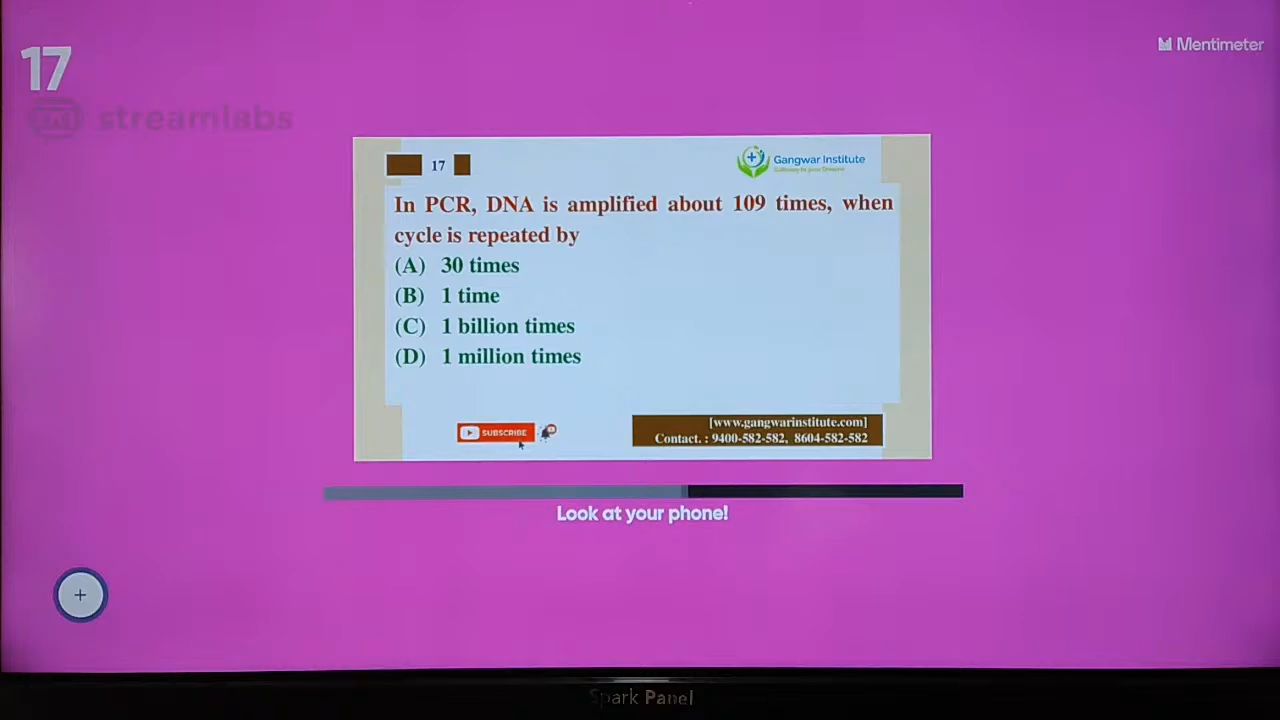 17
Mentimeter
streamlabs
17
Gangwar Institute
In PCR, DNA is amplified about 109 times, when
cycle is repeated by
(A) 30 times
(B) 1 time
(C) 1 billion times
(D) 1 million times
SUBSCRIBE
[www.gangwarinstitute.com]
Contact. : 9400-582-582, 8604-582-582
Look at your phone!
Spark Panel